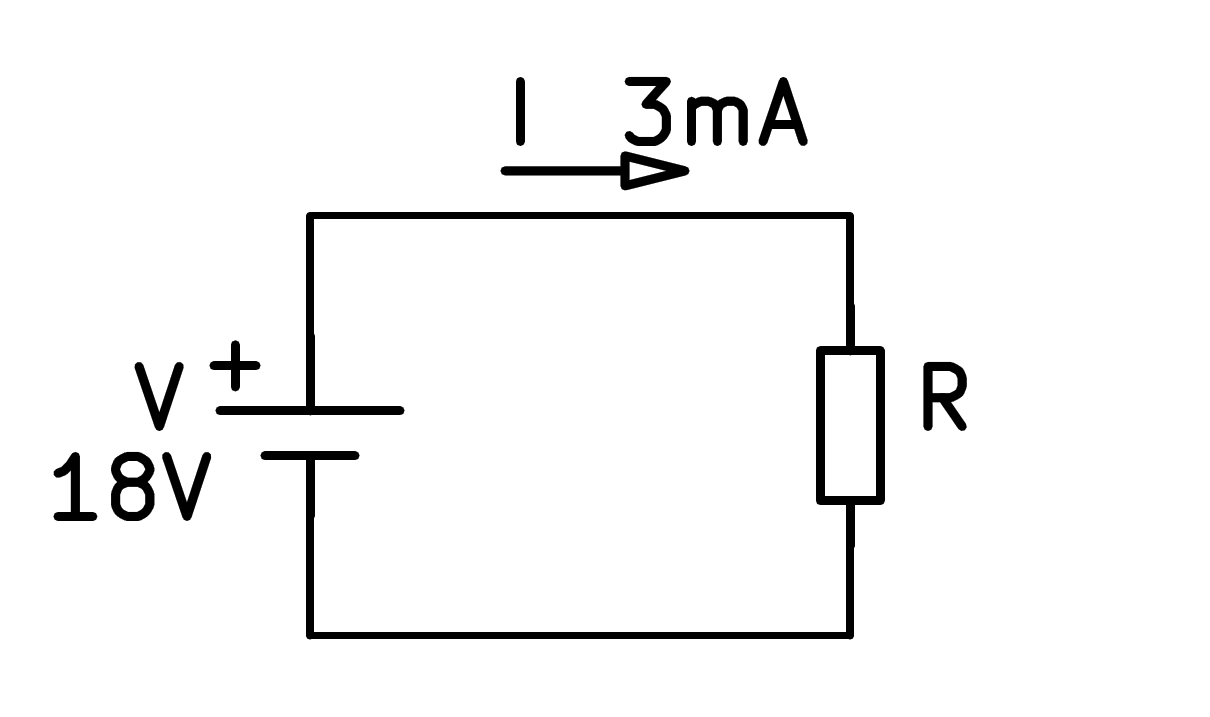 I 3mA
V +
18V
R